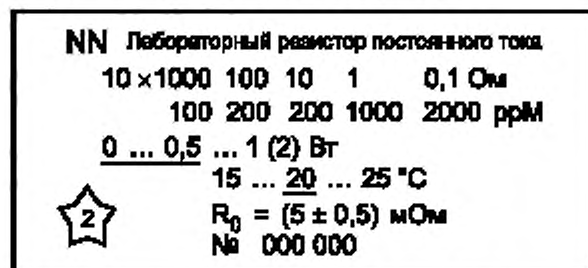 NN Лабораторный резистор постоянного тока
10 ×1000 100 10 1 0,1 Ом
100 200 200 1000 2000 ppM
0 ... 0,5 ... 1 (2) Вт
15 ... 20 ... 25 °C
2
R₀ = (5 ± 0,5) мОм
№ 000 000